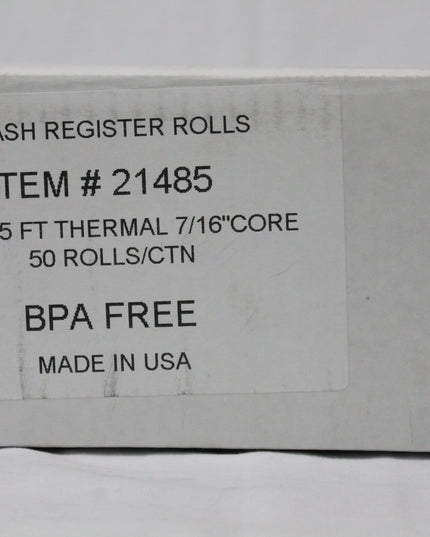 ASH REGISTER ROLLS
TEM # 21485
5 FT THERMAL 7/16"CORE
50 ROLLS/CTN
BPA FREE
MADE IN USA